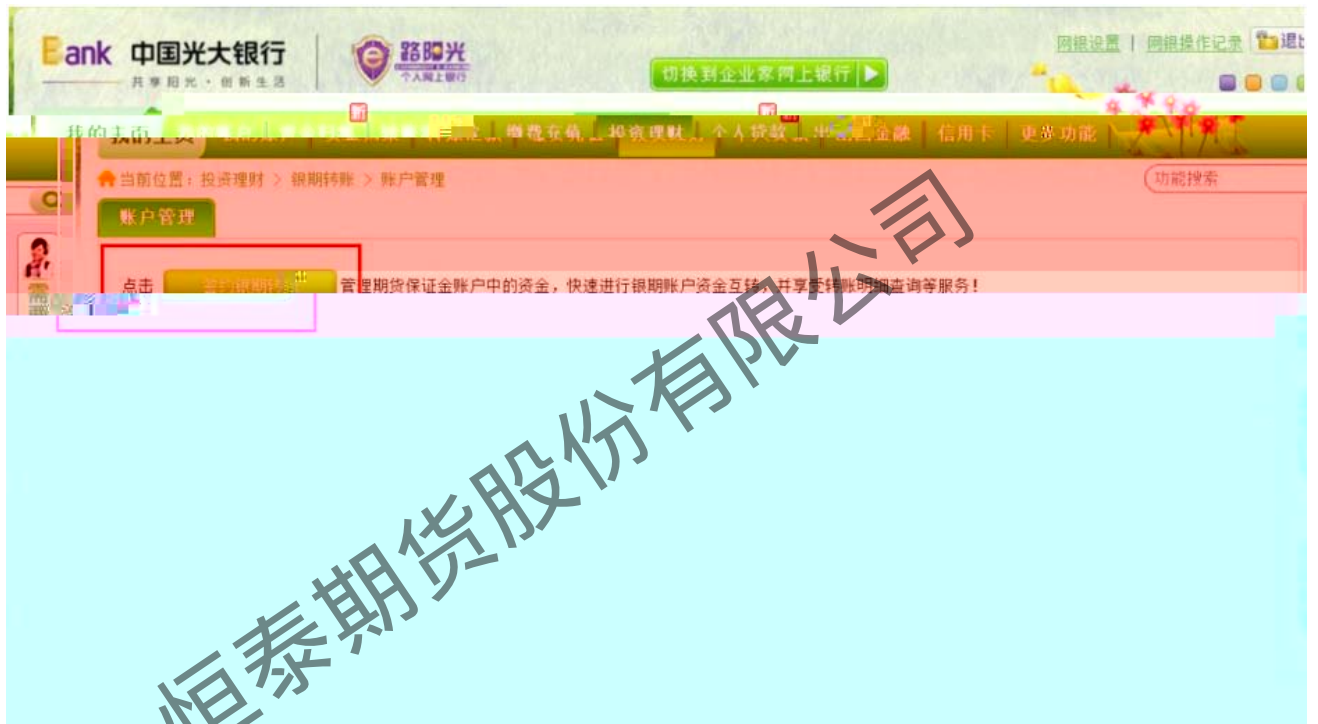 Bank 中国光大银行
共享阳光·创新生活
路阳光
个人网上银行
切换到企业家网上银行
网银设置 | 网银操作记录
新
新
投资理财 个人贷款 金融 信用卡 更多功能
当前位置:投资理财 > 银期转账 > 账户管理
功能搜索
账户管理
点击 管理期货保证金账户中的资金,快速进行银期账户资金互转,并享受转账明细查询等服务!
恒泰期货股份有限公司